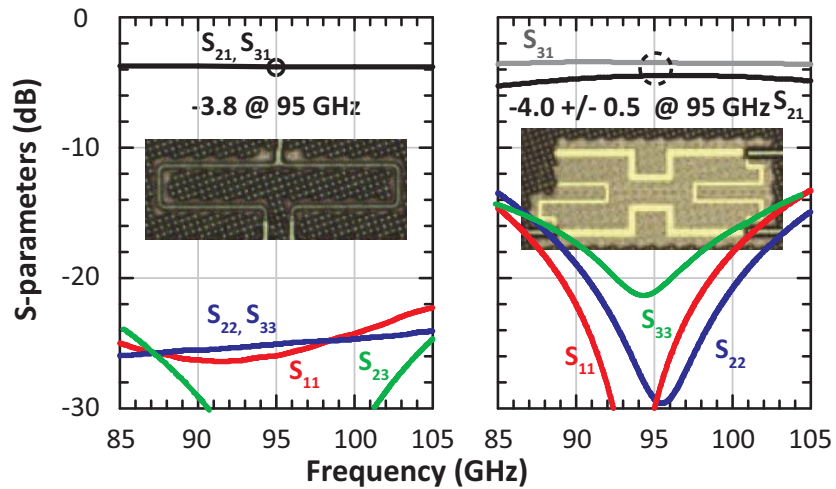 S-parameters (dB)
0
-10
-20
-30
S21, S31
-3.8 @ 95 GHz
S22, S33
S11
S23
85
90
95
100
105
S31
-4.0 +/- 0.5 @ 95 GHz S21
S33
S11
S22
85
90
95
100
105
Frequency (GHz)